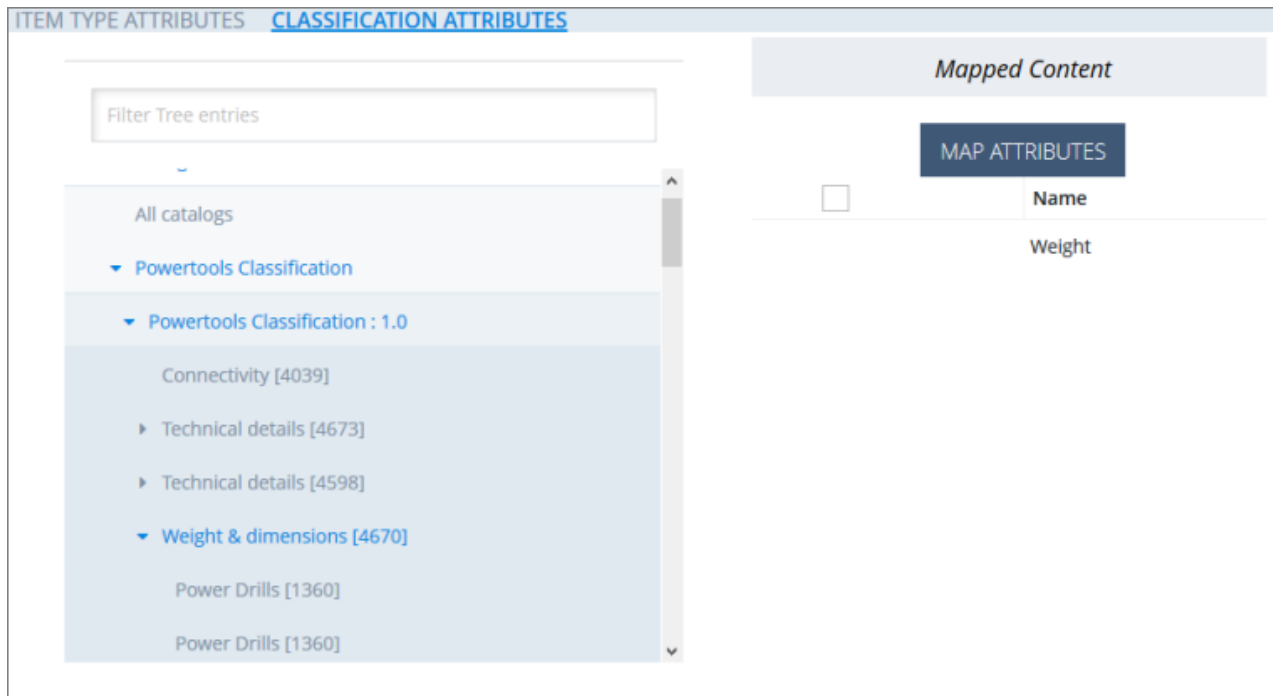 ITEM TYPE ATTRIBUTES CLASSIFICATION ATTRIBUTES
Filter Tree entries
All catalogs
Powertools Classification
Powertools Classification : 1.0
Connectivity [4039]
Technical details [4673]
Technical details [4598]
Weight & dimensions [4670]
Power Drills [1360]
Power Drills [1360]
Mapped Content
MAP ATTRIBUTES
Name
Weight